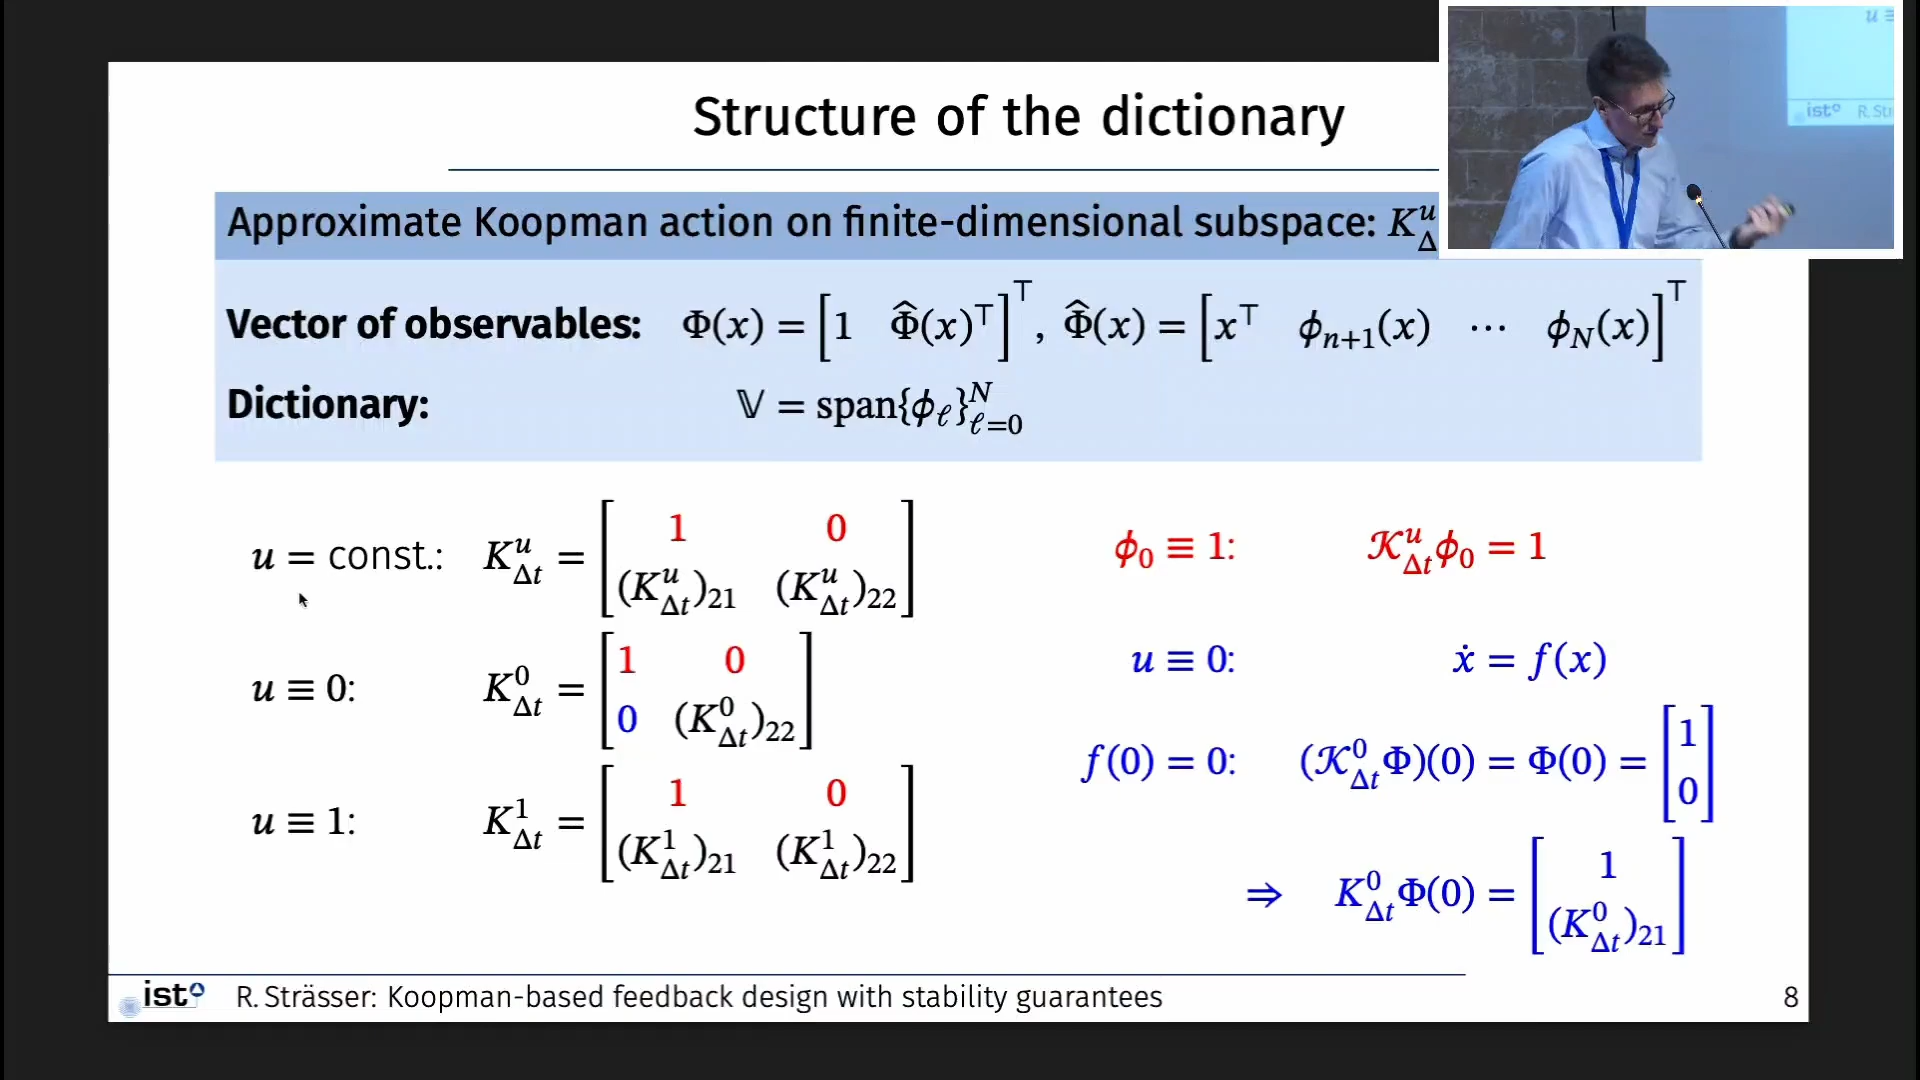 Structure of the dictionary
Approximate Koopman action on finite-dimensional subspace: K^u_Δ
Vector of observables: Φ(x) = [1 Φ̂(x)^⊤]^⊤, Φ̂(x) = [x^⊤ ϕ_{n+1}(x) ⋯ ϕ_N(x)]^⊤
Dictionary: 𝕍 = span{ϕ_ℓ}^N_{ℓ=0}
u = const.: K^u_{Δt} = [1 0; (K^u_{Δt})_{21} (K^u_{Δt})_{22}]
ϕ_0 ≡ 1: 𝒦^u_{Δt}ϕ_0 = 1
u ≡ 0: K^0_{Δt} = [1 0; 0 (K^0_{Δt})_{22}]
u ≡ 0: ẋ = f(x)
f(0) = 0: (𝒦^0_{Δt}Φ)(0) = Φ(0) = [1; 0]
u ≡ 1: K^1_{Δt} = [1 0; (K^1_{Δt})_{21} (K^1_{Δt})_{22}]
⇒ K^0_{Δt}Φ(0) = [1; (K^0_{Δt})_{21}]
ist R. Strässer: Koopman-based feedback design with stability guarantees 8
u ≡
ist R. St